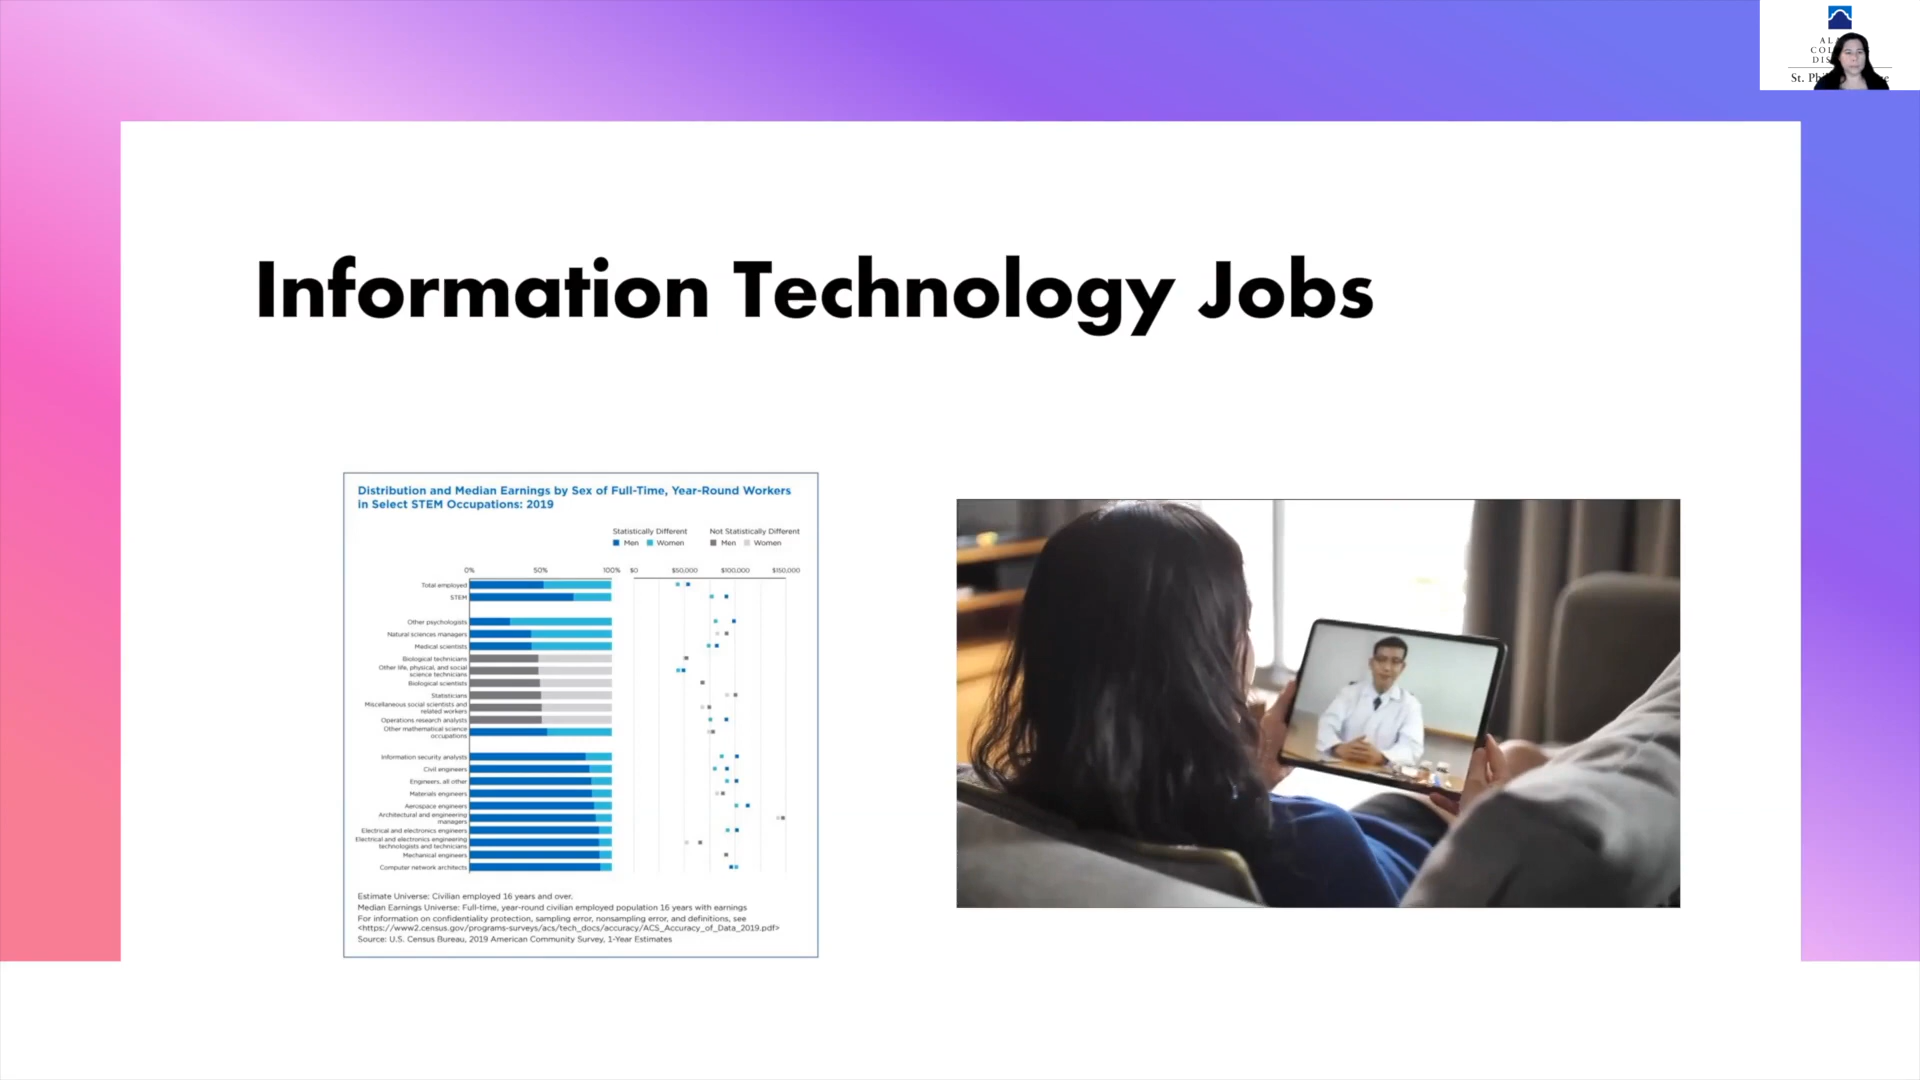 Information Technology Jobs
Distribution and Median Earnings by Sex of Full-Time, Year-Round Workers
in Select STEM Occupations: 2019
Statistically Different
Not Statistically Different
Men Women
Men Women
0% 50% 100% $0 $50,000 $100,000 $150,000
Total employed
STEM
Other psychologists
Natural sciences managers
Medical scientists
Biological technicians
Other life, physical, and social
science technicians
Biological scientists
Statisticians
Miscellaneous social scientists and
related workers
Operations research analysts
Other mathematical science
occupations
Information security analysts
Civil engineers
Engineers, all other
Materials engineers
Aerospace engineers
Architectural and engineering
managers
Electrical and electronics engineers
Electrical and electronics engineering
technologists and technicians
Mechanical engineers
Computer network architects
Estimate Universe: Civilian employed 16 years and over.
Median Earnings Universe: Full-time, year-round civilian employed population 16 years with earnings
For information on confidentiality protection, sampling error, nonsampling error, and definitions, see
<https://www2.census.gov/programs-surveys/acs/tech_docs/accuracy/ACS_Accuracy_of_Data_2019.pdf>
Source: U.S. Census Bureau, 2019 American Community Survey, 1-Year Estimates
St.